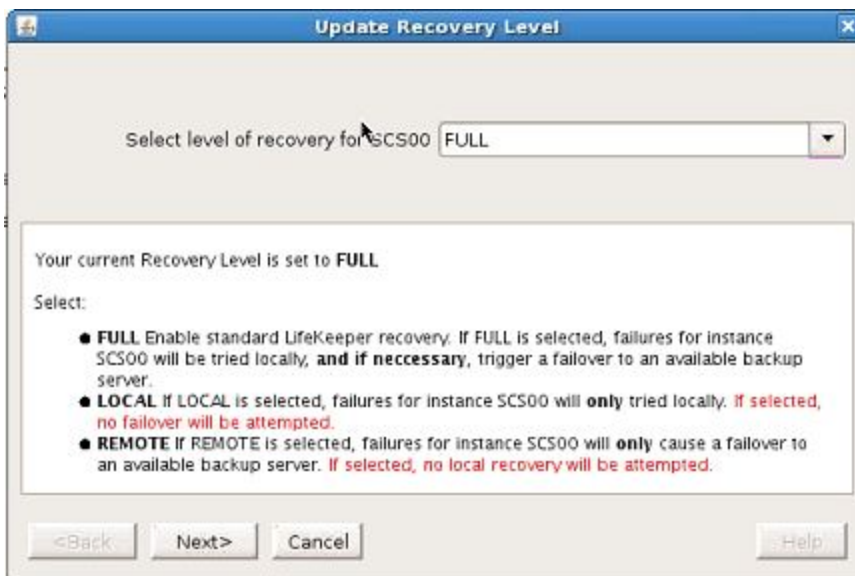 Update Recovery Level
Select level of recovery for SCS00 FULL
Your current Recovery Level is set to FULL
Select:
FULL Enable standard LifeKeeper recovery. If FULL is selected, failures for instance
SCS00 will be tried locally, and if neccessary, trigger a failover to an available backup
server.
LOCAL If LOCAL is selected, failures for instance SCS00 will only tried locally. If selected,
no failover will be attempted.
REMOTE If REMOTE is selected, failures for instance SCS00 will only cause a failover to
an available backup server. If selected, no local recovery will be attempted.
<Back Next> Cancel Help